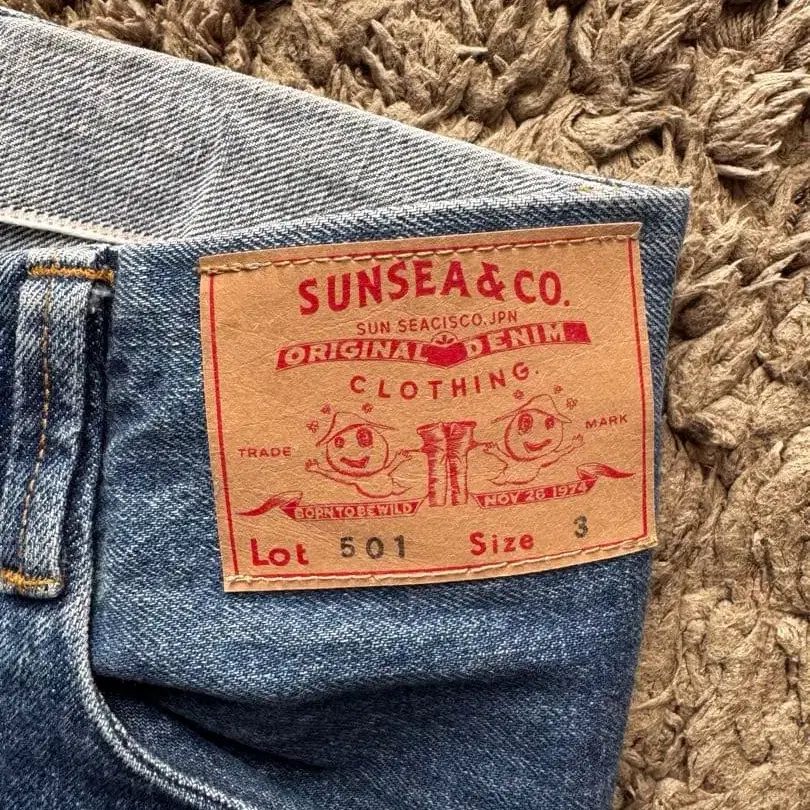 SUNSEA & CO.
SUN SEACISCO.JPN
ORIGINAL DENIM
CLOTHING.
TRADE MARK
BORN TO BE WILD NOV 26 1974
Lot 501 Size 3